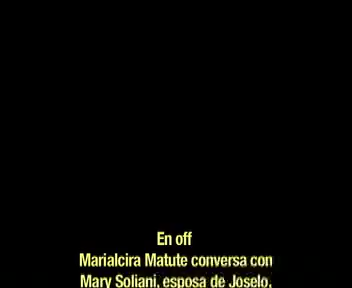 En off
Marialcira Matute conversa con
Mary Soliani, esposa de Joselo,